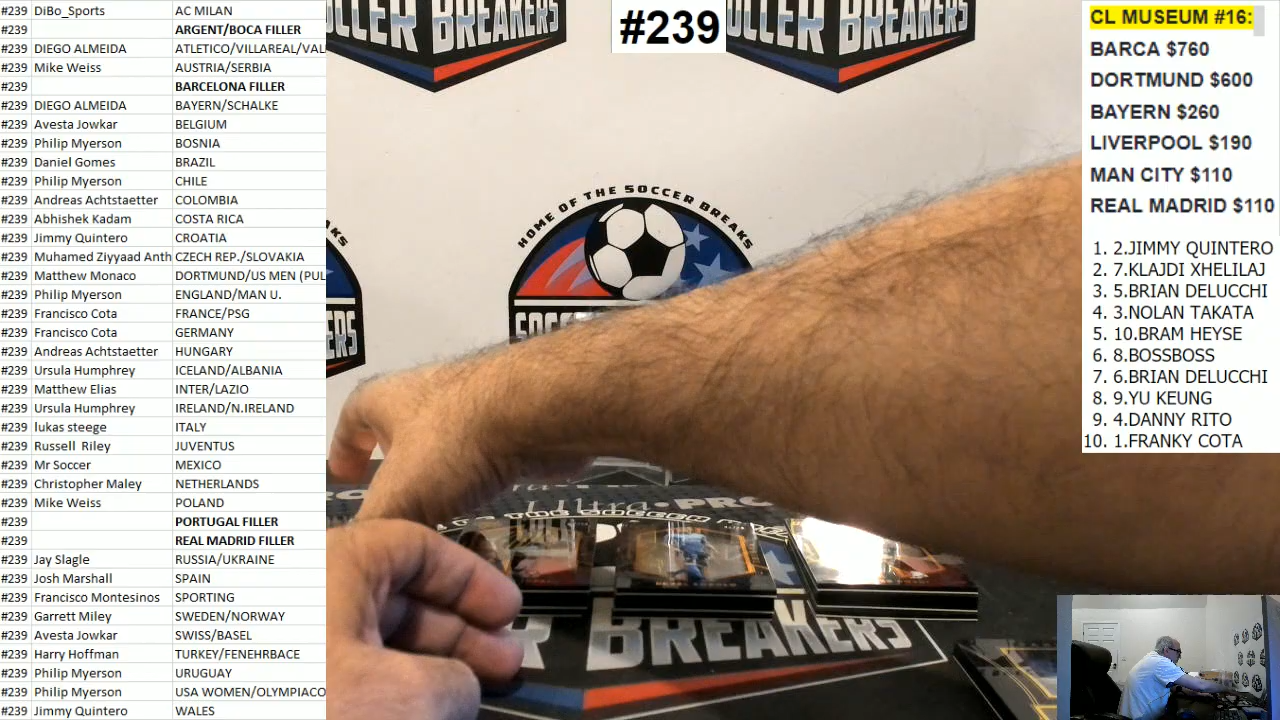 #239 DiBo_Sports AC MILAN
#239 ARGENT/BOCA FILLER
#239 DIEGO ALMEIDA ATLETICO/VILLAREAL/VAL
#239 Mike Weiss AUSTRIA/SERBIA
#239 BARCELONA FILLER
#239 DIEGO ALMEIDA BAYERN/SCHALKE
#239 Avesta Jowkar BELGIUM
#239 Philip Myerson BOSNIA
#239 Daniel Gomes BRAZIL
#239 Philip Myerson CHILE
#239 Andreas Achtstaetter COLOMBIA
#239 Abhishek Kadam COSTA RICA
#239 Jimmy Quintero CROATIA
#239 Muhamed Ziyyaad Anth CZECH REP./SLOVAKIA
#239 Matthew Monaco DORTMUND/US MEN (PUL
#239 Philip Myerson ENGLAND/MAN U.
#239 Francisco Cota FRANCE/PSG
#239 Francisco Cota GERMANY
#239 Andreas Achtstaetter HUNGARY
#239 Ursula Humphrey ICELAND/ALBANIA
#239 Matthew Elias INTER/LAZIO
#239 Ursula Humphrey IRELAND/N.IRELAND
#239 lukas steege ITALY
#239 Russell Riley JUVENTUS
#239 Mr Soccer MEXICO
#239 Christopher Maley NETHERLANDS
#239 Mike Weiss POLAND
#239 PORTUGAL FILLER
#239 REAL MADRID FILLER
#239 Jay Slagle RUSSIA/UKRAINE
#239 Josh Marshall SPAIN
#239 Francisco Montesinos SPORTING
#239 Garrett Miley SWEDEN/NORWAY
#239 Avesta Jowkar SWISS/BASEL
#239 Harry Hoffman TURKEY/FENEHRBACE
#239 Philip Myerson URUGUAY
#239 Philip Myerson USA WOMEN/OLYMPIACO
#239 Jimmy Quintero WALES
#239
BREAKERS
BREAKERS
HOME OF THE SOCCER BREAKS
BREAKERS
CL MUSEUM #16:
BARCA $760
DORTMUND $600
BAYERN $260
LIVERPOOL $190
MAN CITY $110
REAL MADRID $110
1. 2.JIMMY QUINTERO
2. 7.KLAJDI XHELILAJ
3. 5.BRIAN DELUCCHI
4. 3.NOLAN TAKATA
5. 10.BRAM HEYSE
6. 8.BOSSBOSS
7. 6.BRIAN DELUCCHI
8. 9.YU KEUNG
9. 4.DANNY RITO
10. 1.FRANKY COTA